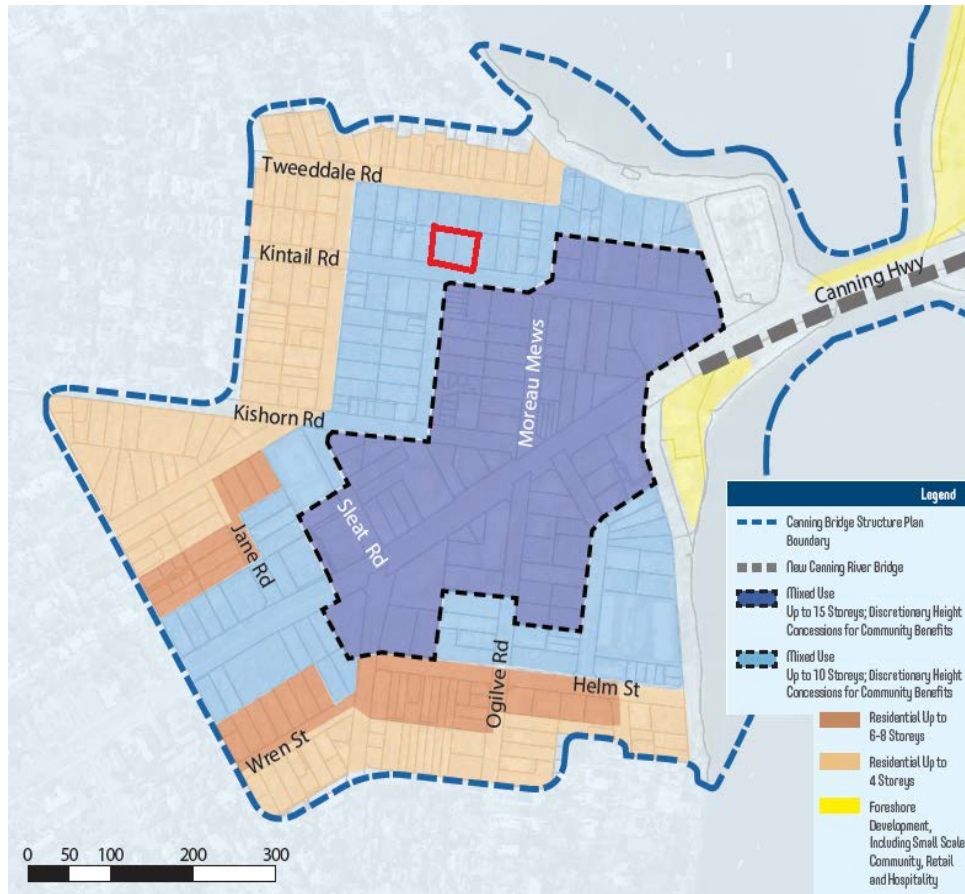 Tweeddale Rd
Kintail Rd
Canning Hwy
Moreau Mews
Kishorn Rd
Sleat Rd
Jane Rd
Ogilve Rd
Helm St
Wren St
0 50 100 200 300
Legend
Canning Bridge Structure Plan
Boundary
New Canning River Bridge
Mixed Use
Up to 15 Storeys; Discretionary Height
Concessions for Community Benefits
Mixed Use
Up to 10 Storeys; Discretionary Height
Concessions for Community Benefits
Residential Up to
6-8 Storeys
Residential Up to
4 Storeys
Foreshore
Development,
Including Small Scale
Community, Retail
and Hospitality